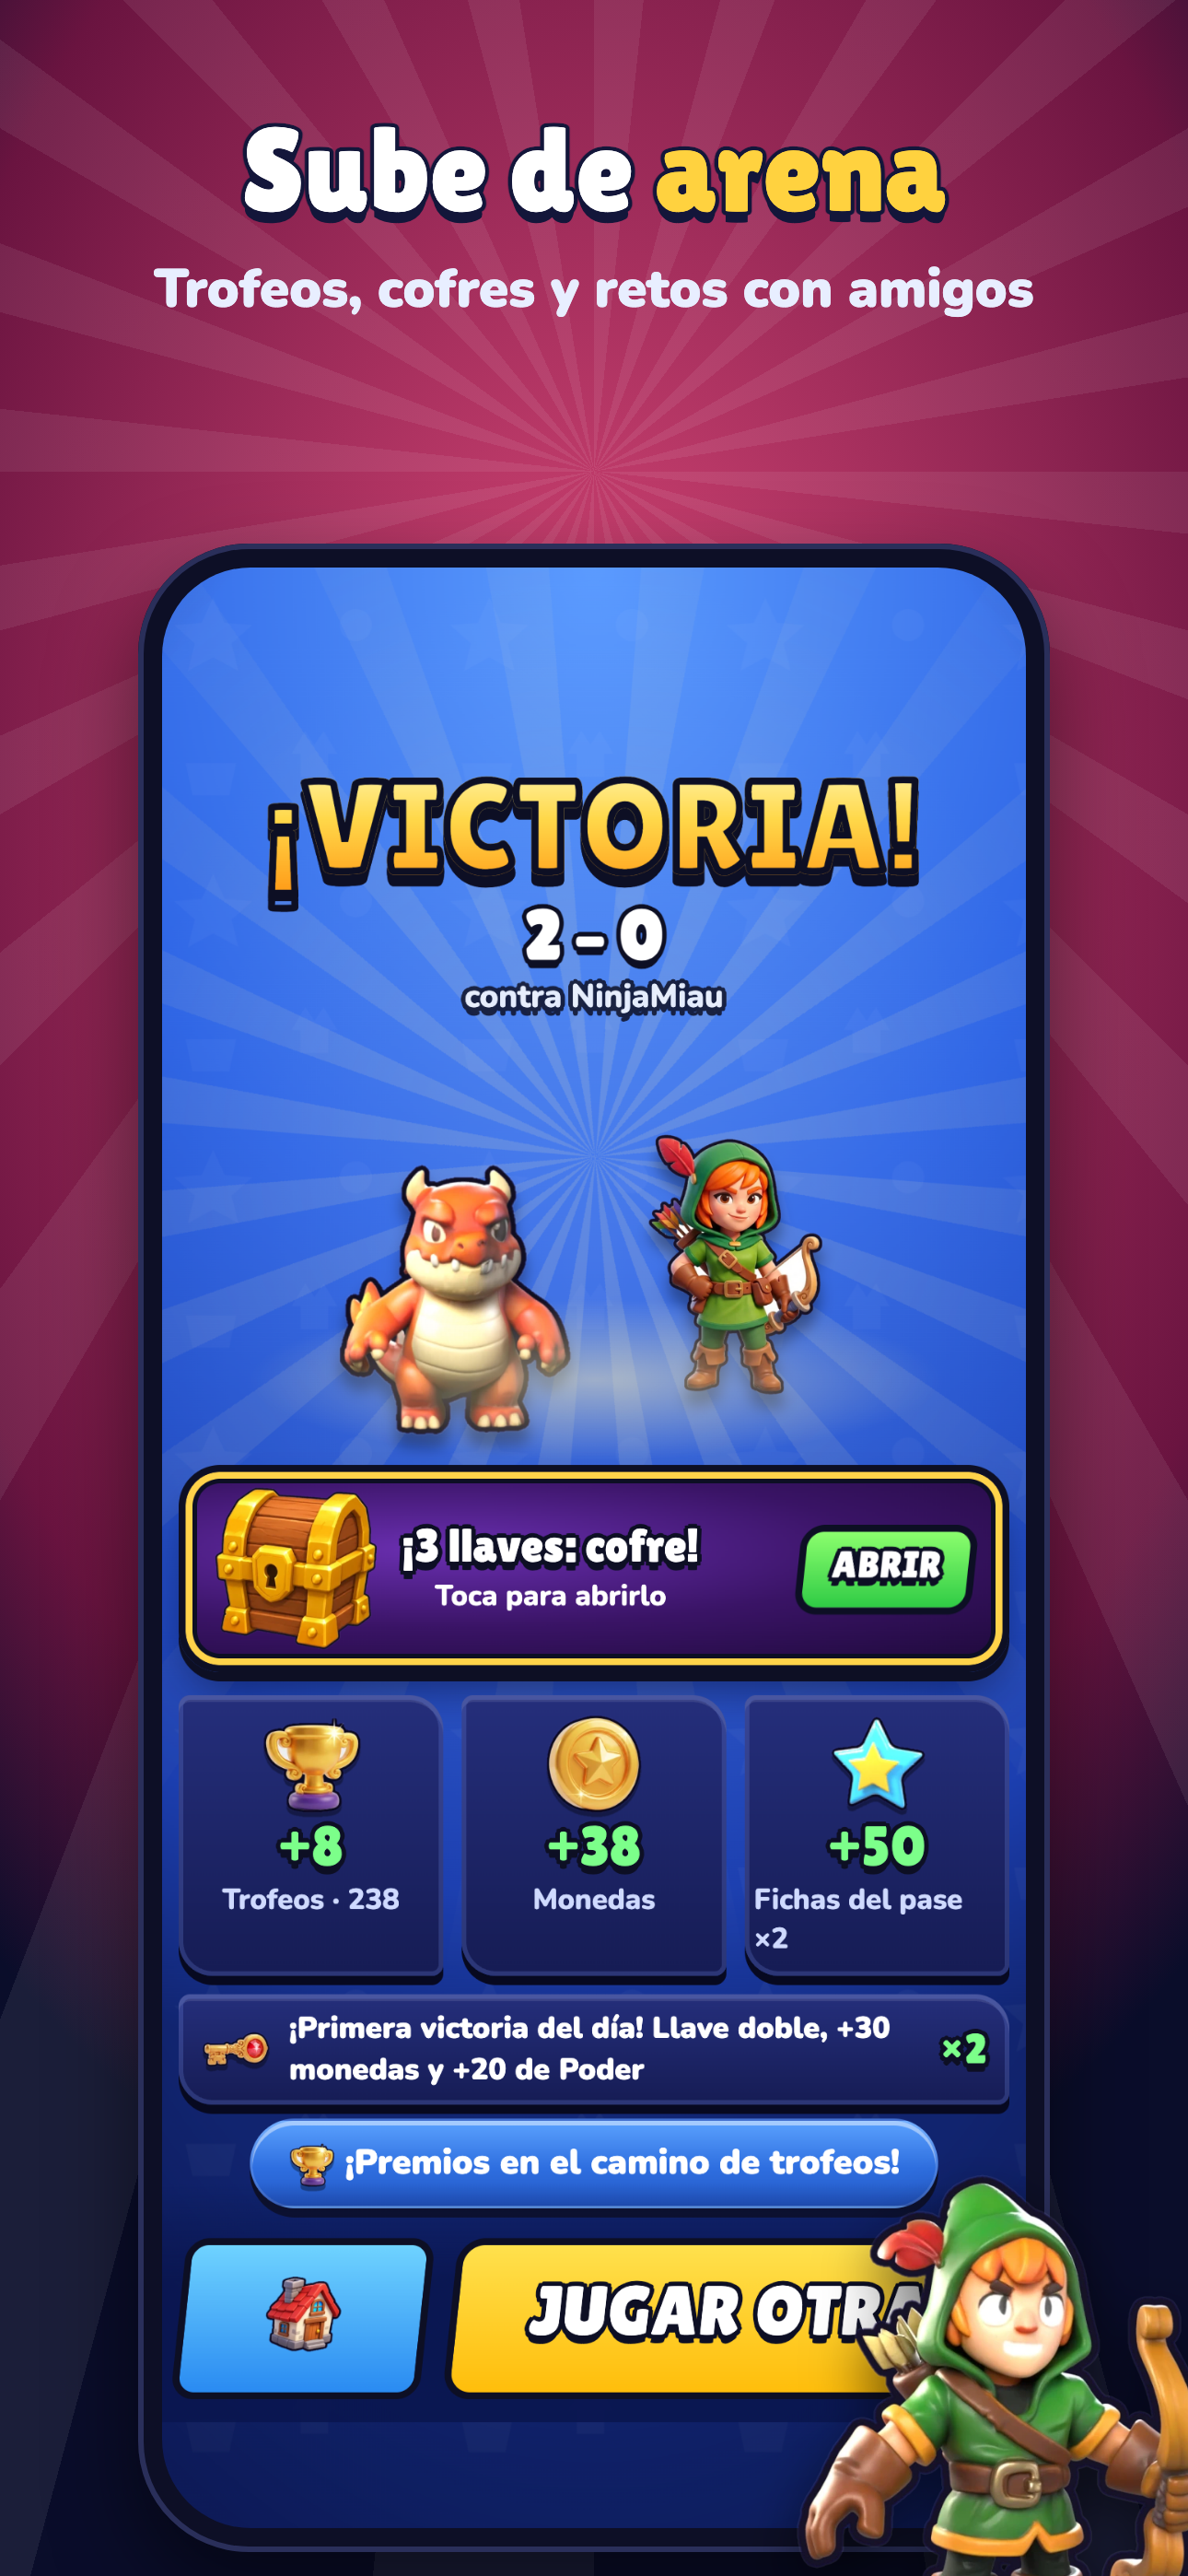 Sube de arena
Trofeos, cofres y retos con amigos
¡VICTORIA!
2 – 0
contra NinjaMiau
¡3 llaves: cofre!
Toca para abrirlo
ABRIR
+8
Trofeos · 238
+38
Monedas
+50
Fichas del pase
×2
¡Primera victoria del día! Llave doble, +30
monedas y +20 de Poder
×2
¡Premios en el camino de trofeos!
JUGAR OTRA